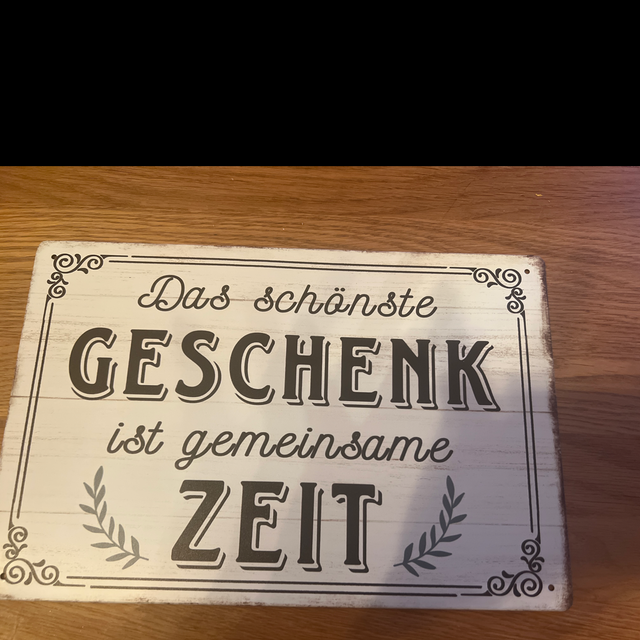 Das schönste
GESCHENK
ist gemeinsame
ZEIT